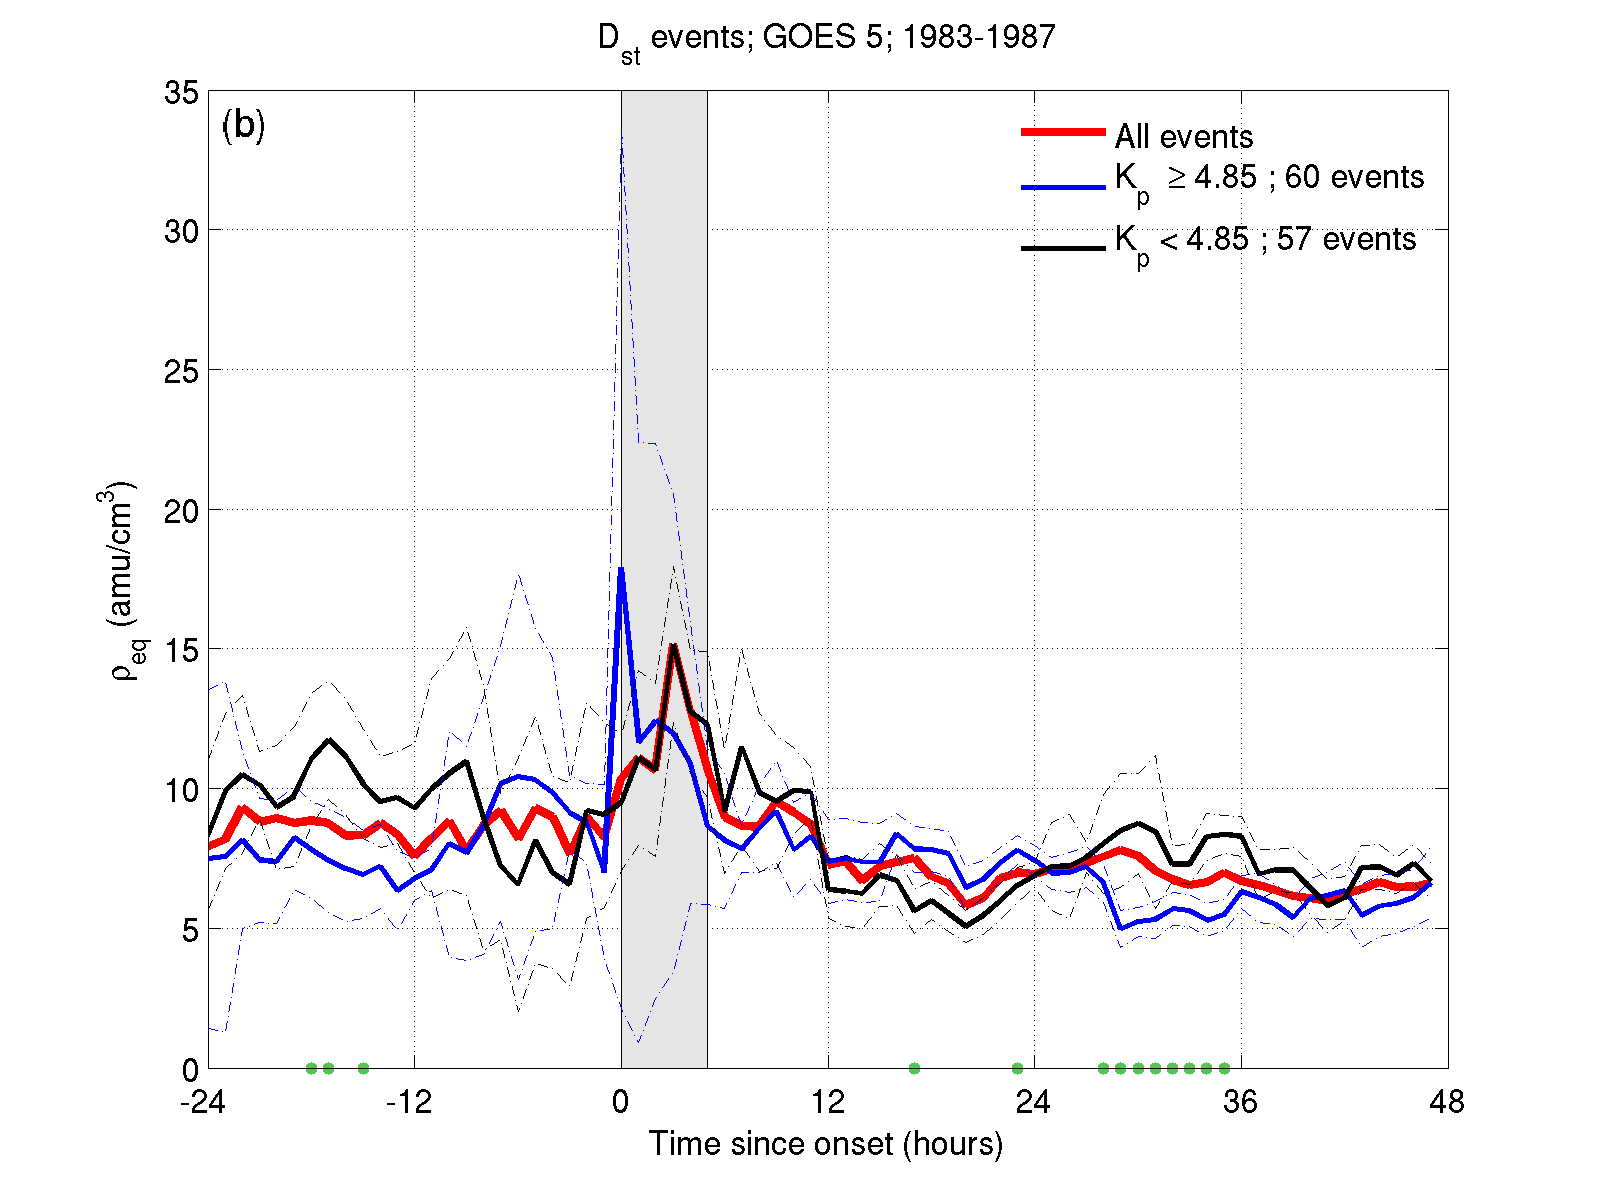 Dst events; GOES 5; 1983-1987
(b)
All events
Kp ≥ 4.85 ; 60 events
Kp < 4.85 ; 57 events
35
30
25
20
15
10
5
0
ρeq (amu/cm³)
-24 -12 0 12 24 36 48
Time since onset (hours)